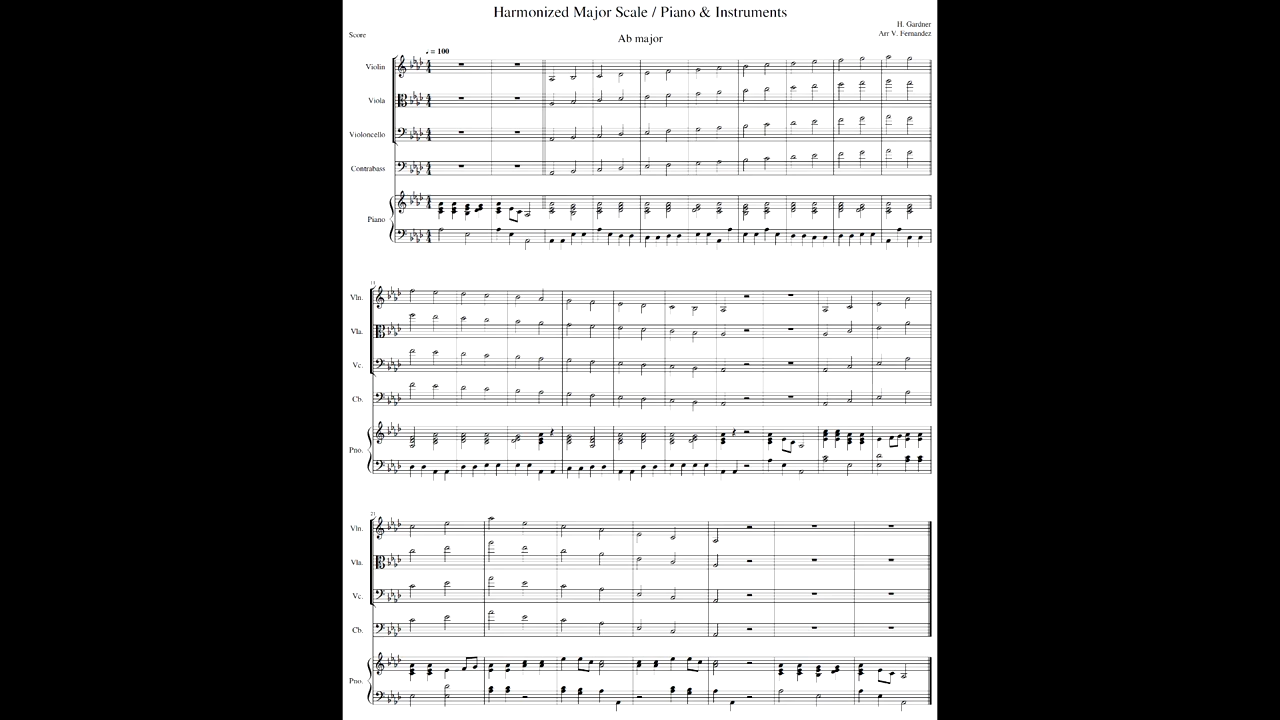 Harmonized Major Scale / Piano & Instruments
H. Gardner
Score
Arr V. Fernandez
Ab major
= 100
Violin
Viola
Violoncello
Contrabass
Piano
Vln.
Vla.
Vc.
Cb.
Pno.
21
Vln.
Vla.
Vc.
Cb.
Pno.